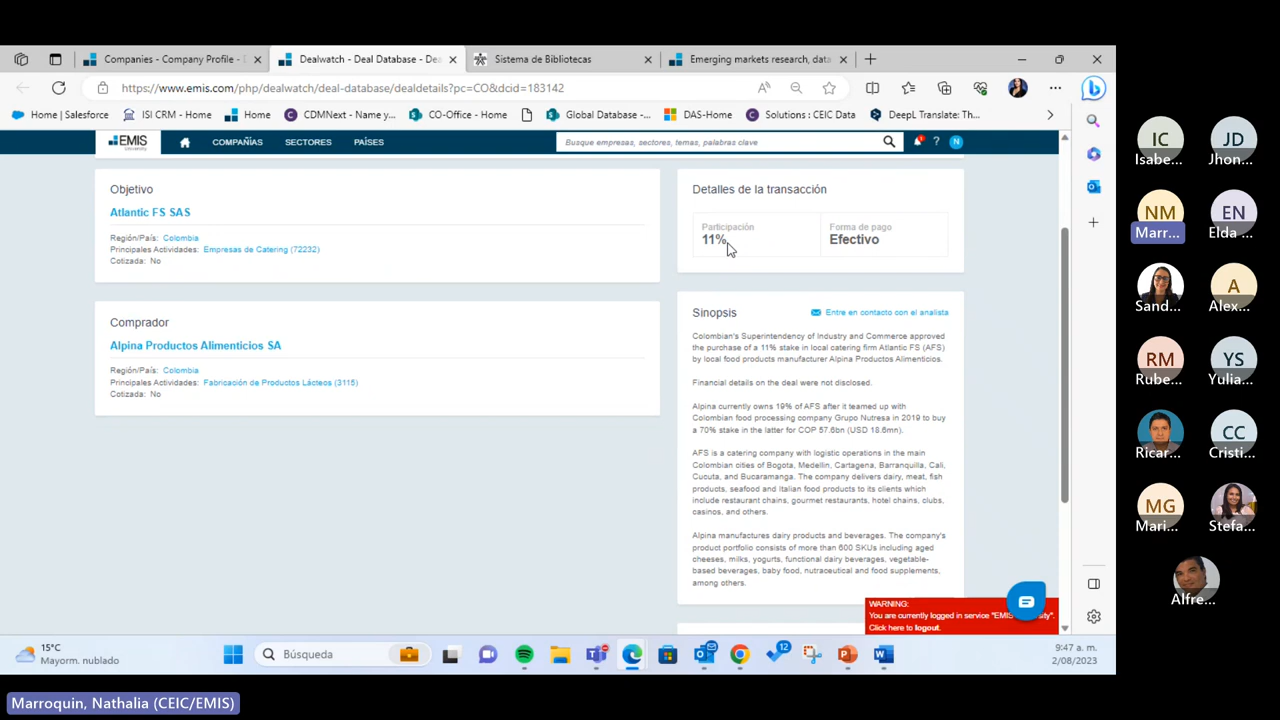 Companies - Company Profile - D
Dealwatch - Deal Database - Dea
Sistema de Bibliotecas
Emerging markets research, data
https://www.emis.com/php/dealwatch/deal-database/dealdetails?pc=CO&dcid=183142
Home | Salesforce
ISI CRM - Home
Home
CDMNext - Name y...
CO-Office - Home
Global Database -...
DAS-Home
Solutions : CEIC Data
DeepL Translate: Th...
EMIS
COMPAÑÍAS
SECTORES
PAÍSES
Busque empresas, sectores, temas, palabras clave
?
N
Objetivo
Atlantic FS SAS
Región/País: Colombia
Principales Actividades: Empresas de Catering (72232)
Cotizada: No
Comprador
Alpina Productos Alimenticios SA
Región/País: Colombia
Principales Actividades: Fabricación de Productos Lácteos (3115)
Cotizada: No
Detalles de la transacción
Participación
11%
Forma de pago
Efectivo
Sinopsis
Entre en contacto con el analista
Colombian's Superintendency of Industry and Commerce approved
the purchase of a 11% stake in local catering firm Atlantic FS (AFS)
by local food products manufacturer Alpina Productos Alimenticios.
Financial details on the deal were not disclosed.
Alpina currently owns 19% of AFS after it teamed up with
Colombian food processing company Grupo Nutresa in 2019 to buy
a 70% stake in the latter for COP 57.6bn (USD 18.6mn).
AFS is a catering company with logistic operations in the main
Colombian cities of Bogota, Medellin, Cartagena, Barranquilla, Cali,
Cucuta, and Bucaramanga. The company delivers dairy, meat, fish
products, seafood and Italian food products to its clients which
include restaurant chains, gourmet restaurants, hotel chains, clubs,
casinos, and others.
Alpina manufactures dairy products and beverages. The company's
product portfolio consists of more than 600 SKUs including aged
cheeses, milks, yogurts, functional dairy beverages, vegetable-
based beverages, baby food, nutraceutical and food supplements,
among others.
WARNING:
You are currently logged in service "EMIS
Click here to logout.
15°C
Mayorm. nublado
Búsqueda
12
9:47 a. m.
2/08/2023
IC
Isabe...
JD
Jhon...
NM
Marr...
EN
Elda ...
Sand...
A
Alex...
RM
Rube...
YS
Yulia...
Ricar...
CC
Cristi...
MG
Mari...
Stefa...
Alfre...
Marroquin, Nathalia (CEIC/EMIS)